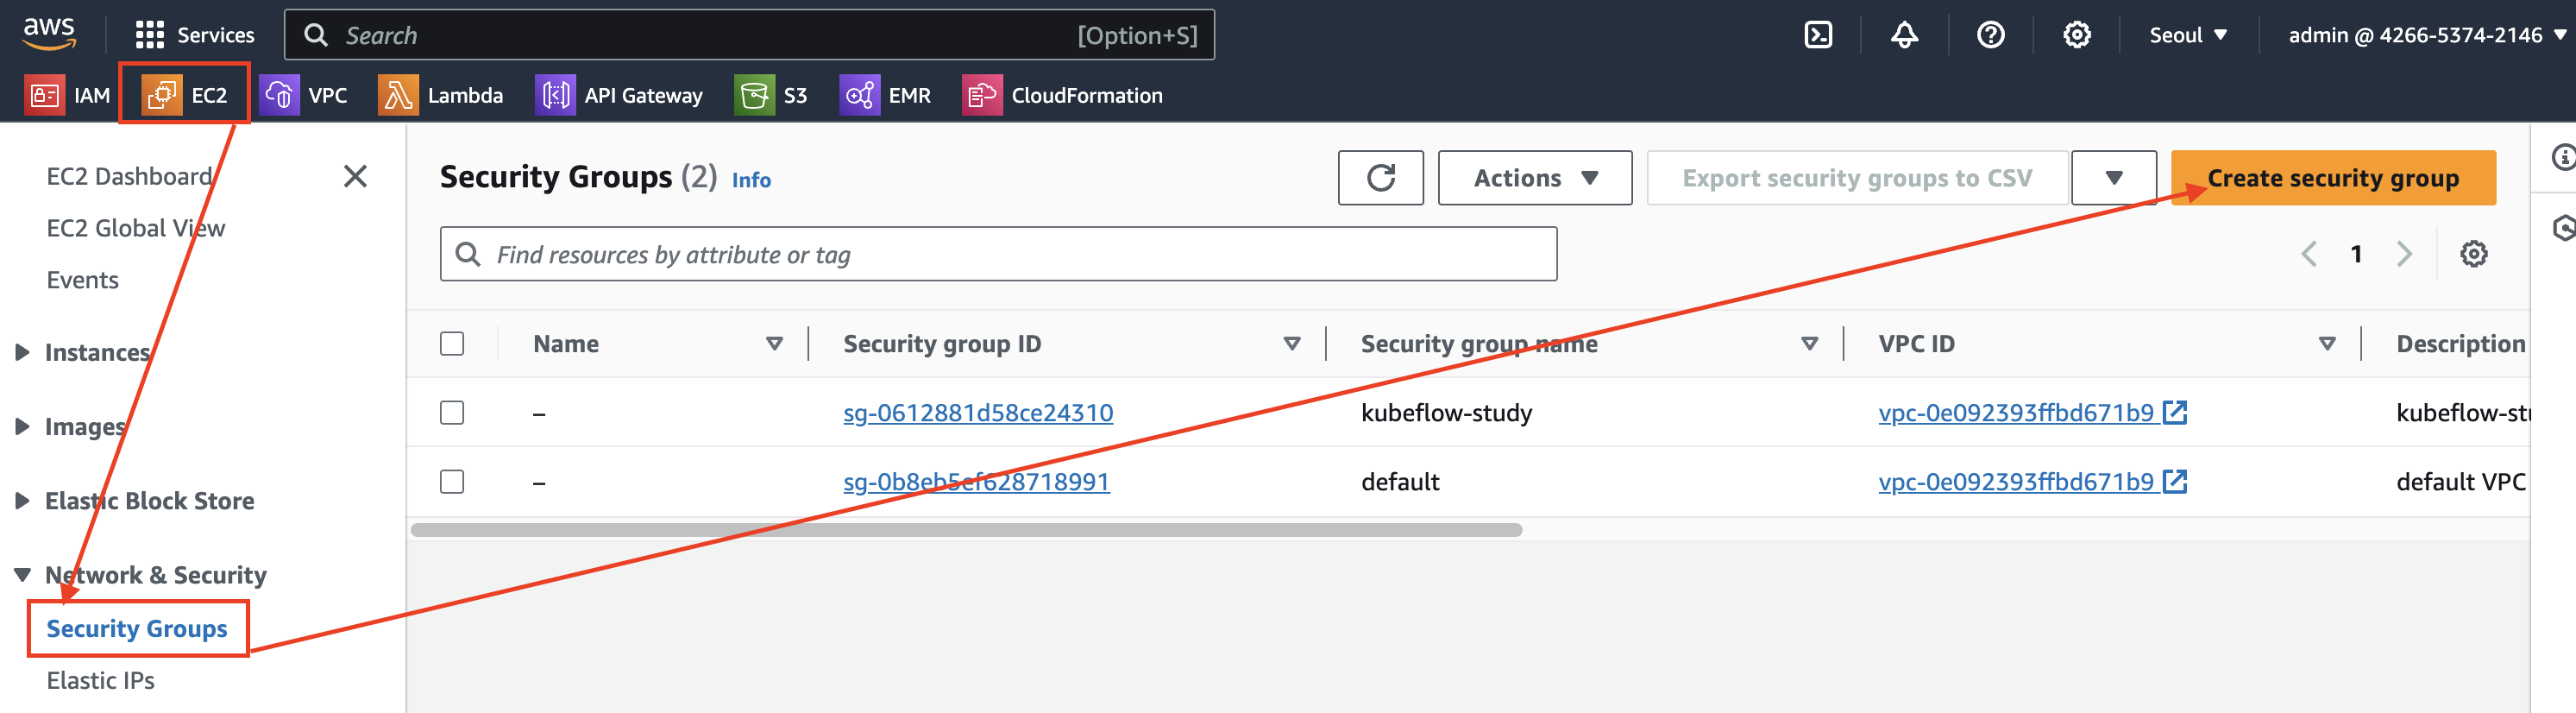 aws Services Search [Option+S] Seoul admin @ 4266-5374-2146
IAM EC2 VPC Lambda API Gateway S3 EMR CloudFormation
EC2 Dashboard
EC2 Global View
Events
Instances
Images
Elastic Block Store
Network & Security
Security Groups
Elastic IPs
Security Groups (2) Info Actions Export security groups to CSV Create security group
Find resources by attribute or tag 1
Name Security group ID Security group name VPC ID Description
– sg-0612881d58ce24310 kubeflow-study vpc-0e092393ffbd671b9 kubeflow-stu
– sg-0b8eb5ef628718991 default vpc-0e092393ffbd671b9 default VPC